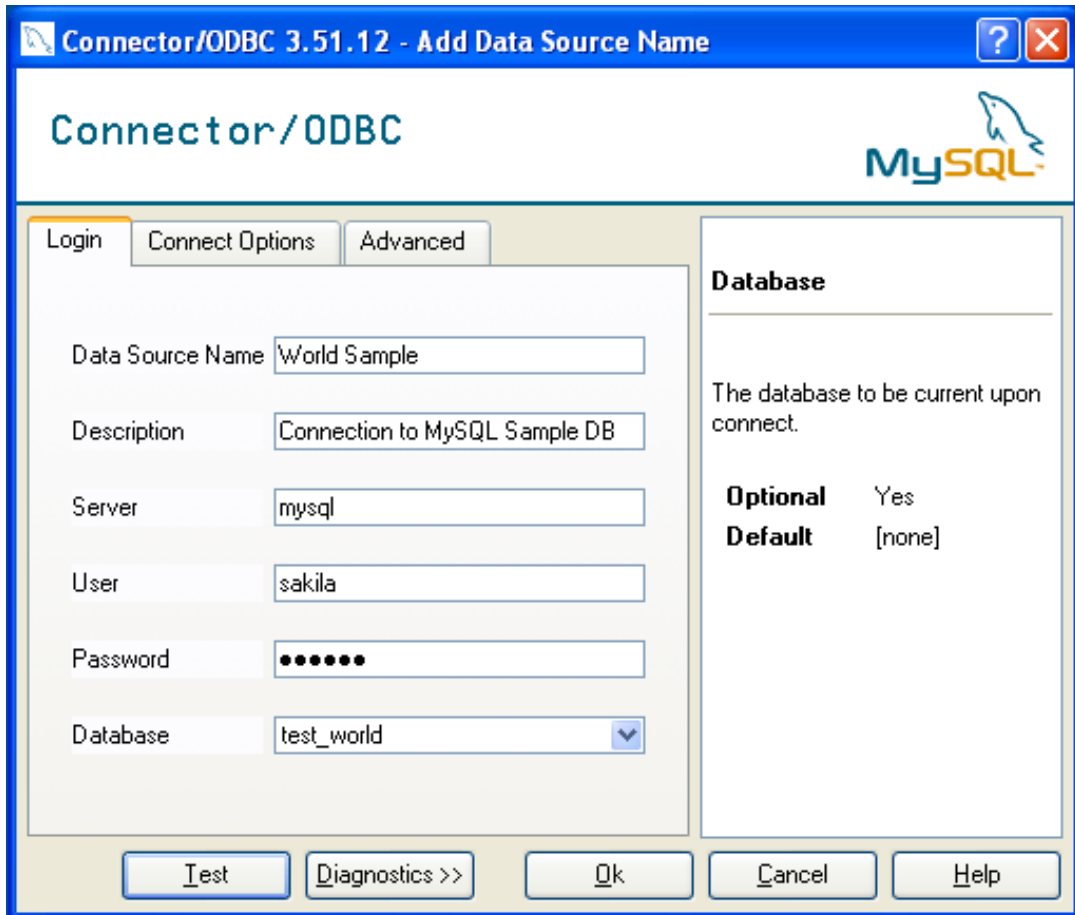 Connector/ODBC 3.51.12 - Add Data Source Name
Connector/ODBC
MySQL
Login
Connect Options
Advanced
Data Source Name World Sample
Description Connection to MySQL Sample DB
Server mysql
User sakila
Password ●●●●●●
Database test_world
Database
The database to be current upon
connect.
Optional Yes
Default [none]
Test
Diagnostics >>
Ok
Cancel
Help